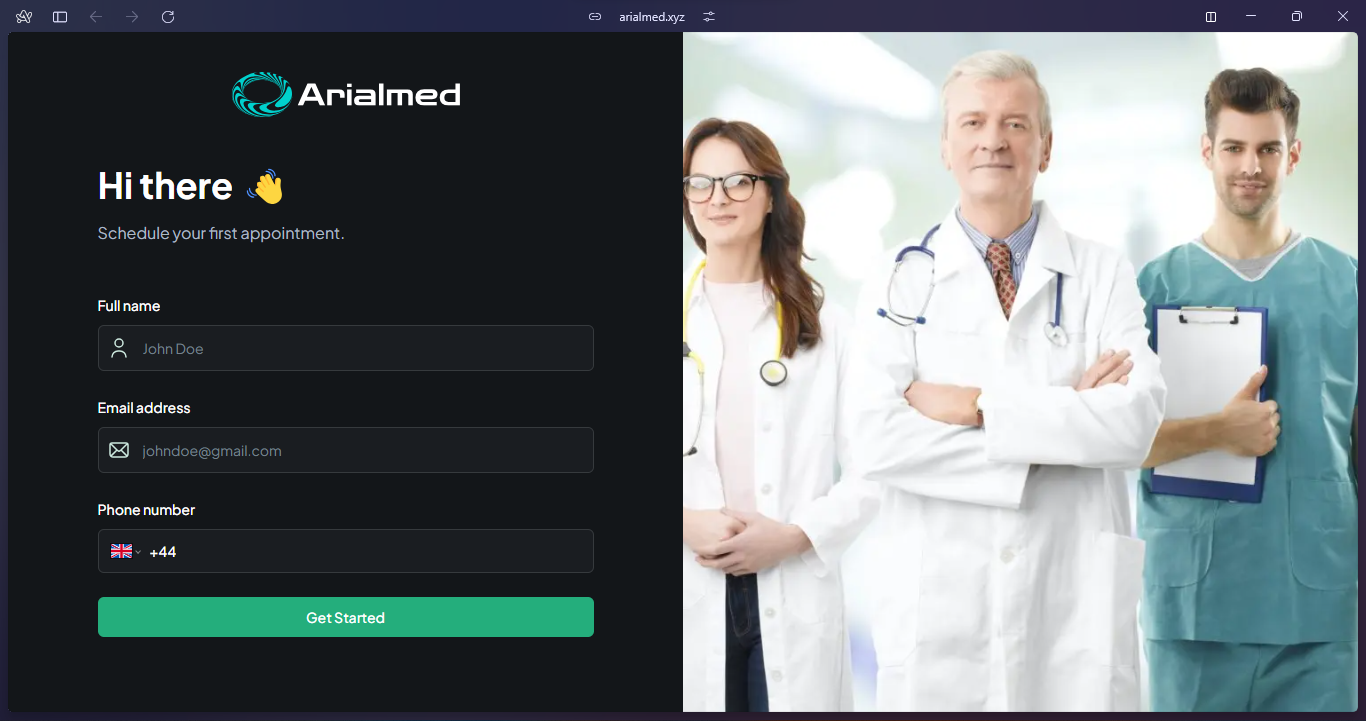 arialmed.xyz
Arialmed
Hi there 👋
Schedule your first appointment.
Full name
John Doe
Email address
johndoe@gmail.com
Phone number
+44
Get Started